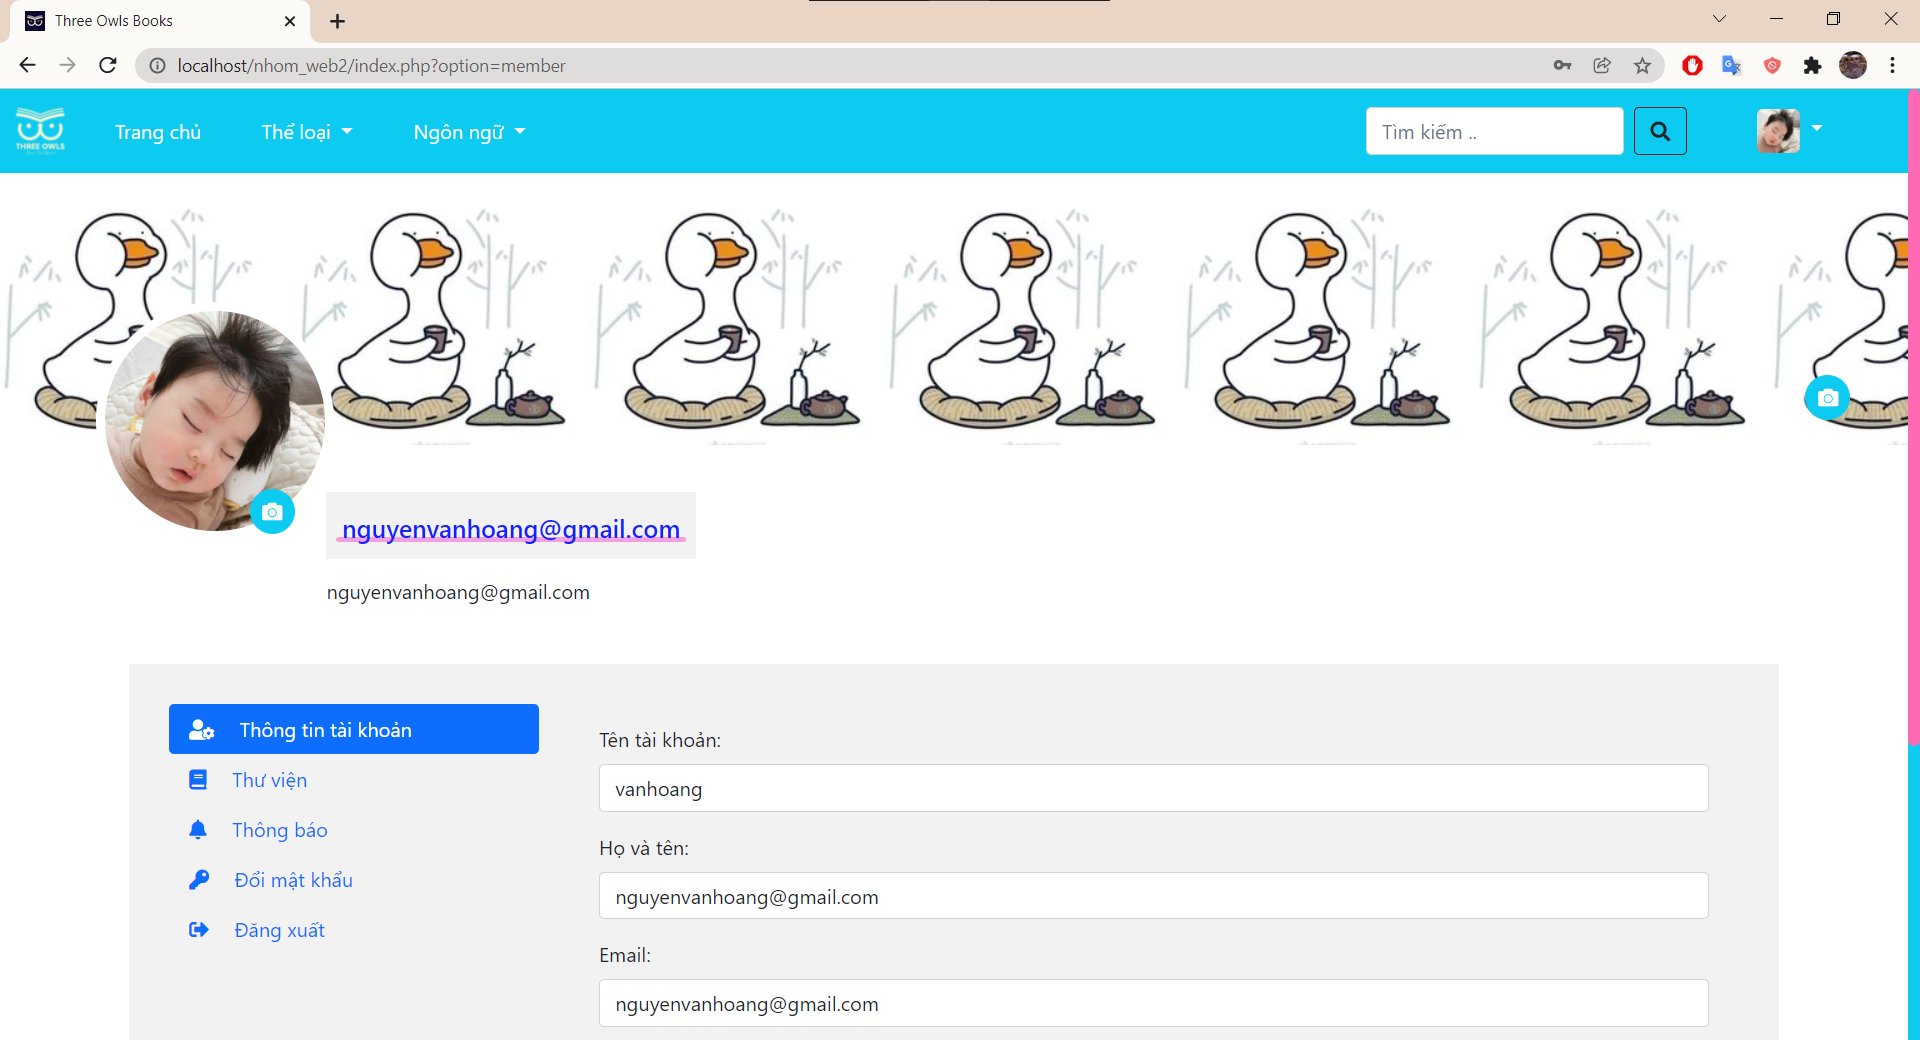 Three Owls Books
localhost/nhom_web2/index.php?option=member
THREE OWLS
Trang chủ
Thể loại
Ngôn ngữ
Tìm kiếm ..
nguyenvanhoang@gmail.com
nguyenvanhoang@gmail.com
Thông tin tài khoản
Thư viện
Thông báo
Đổi mật khẩu
Đăng xuất
Tên tài khoản:
vanhoang
Họ và tên:
nguyenvanhoang@gmail.com
Email:
nguyenvanhoang@gmail.com